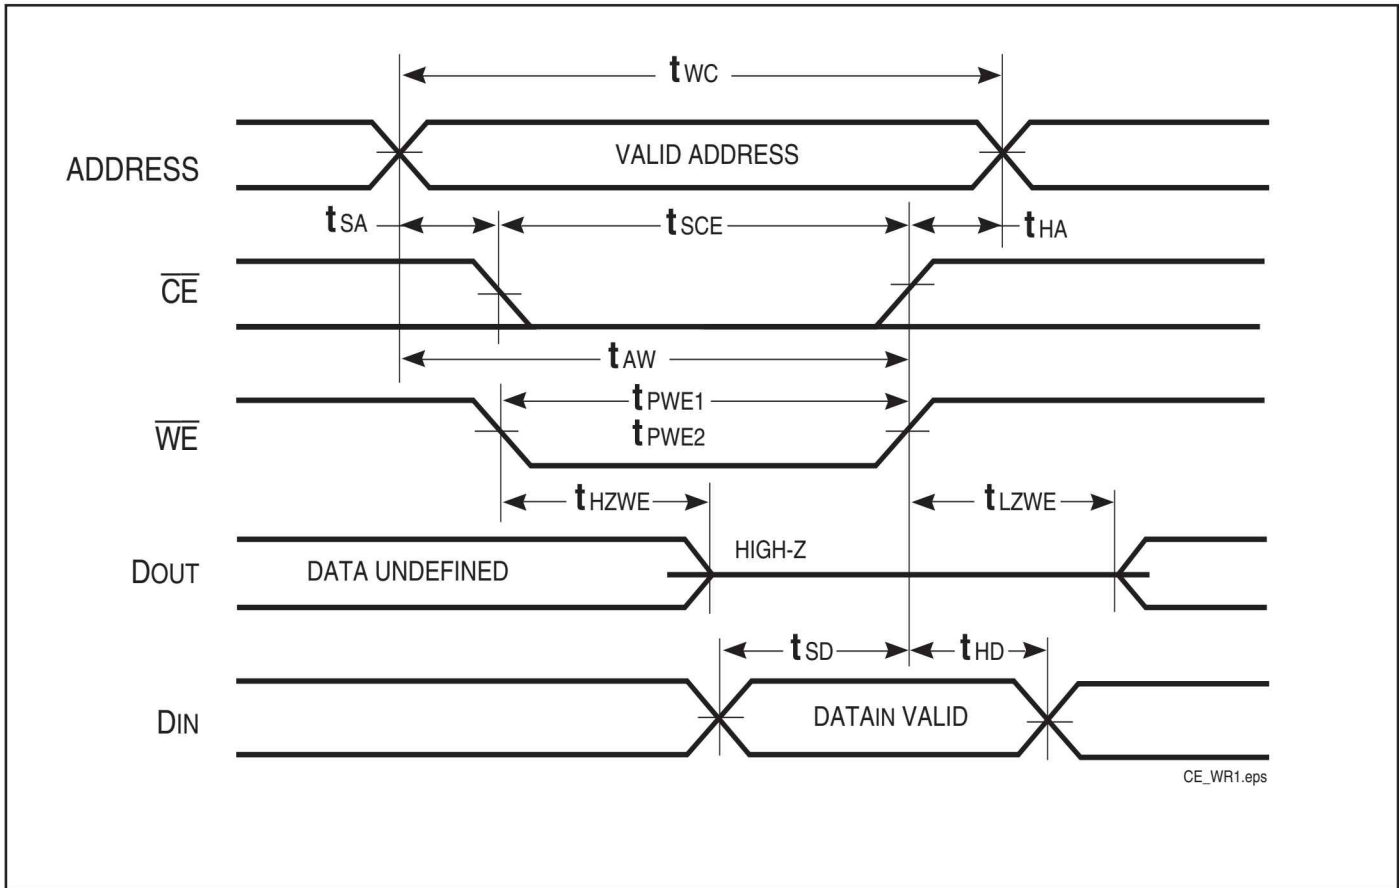 tWC
ADDRESS
VALID ADDRESS
tSA
tSCE
tHA
CE
tAW
tPWE1
WE
tPWE2
tHZWE
tLZWE
DOUT
DATA UNDEFINED
HIGH-Z
tSD
tHD
DIN
DATAIN VALID
CE_WR1.eps